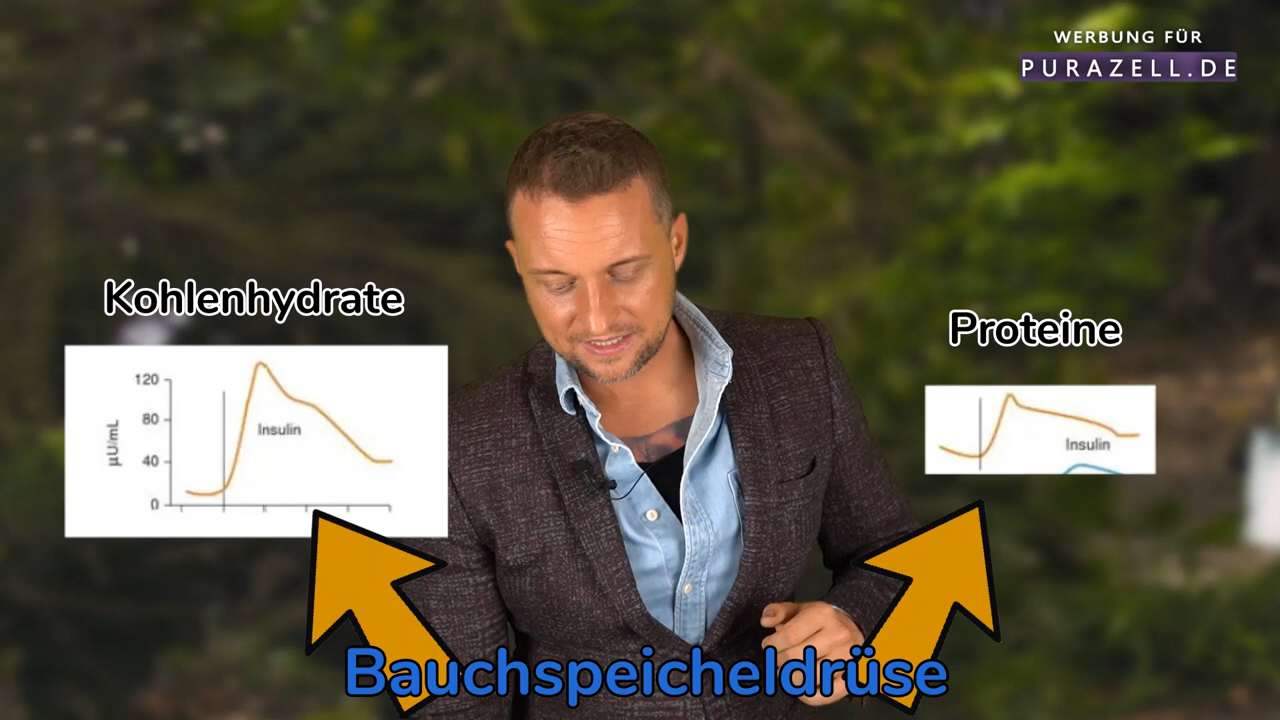 WERBUNG FÜR
PURAZELL.DE
Kohlenhydrate
120
80
40
0
µU/mL
Insulin
Proteine
Insulin
Bauchspeicheldrüse